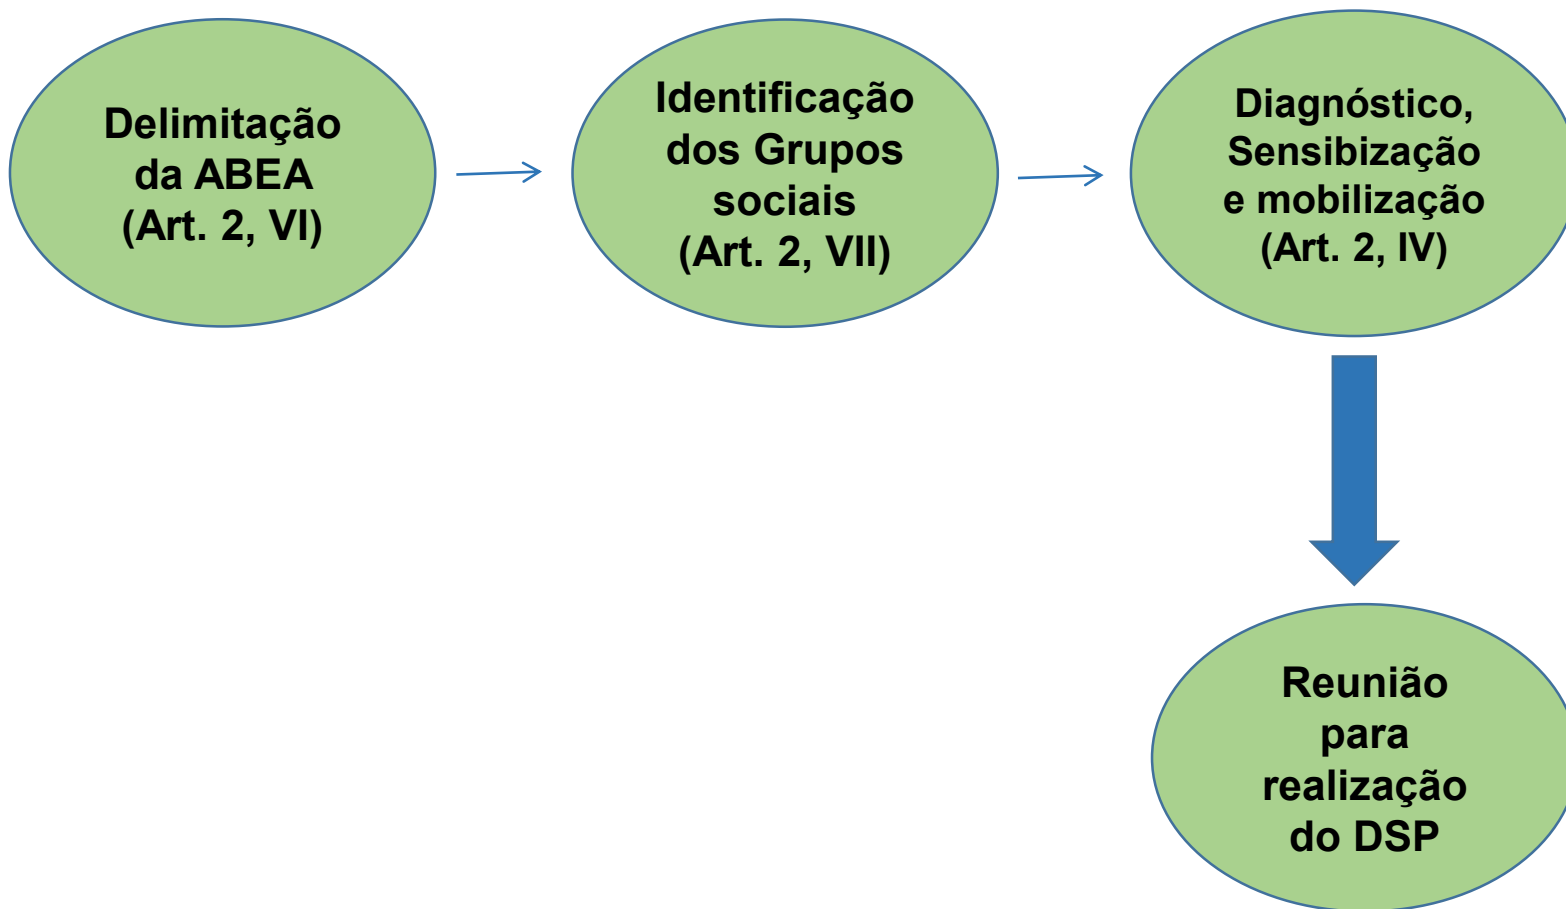 Delimitação
da ABEA
(Art. 2, VI)
Identificação
dos Grupos
sociais
(Art. 2, VII)
Diagnóstico,
Sensibização
e mobilização
(Art. 2, IV)
Reunião
para
realização
do DSP